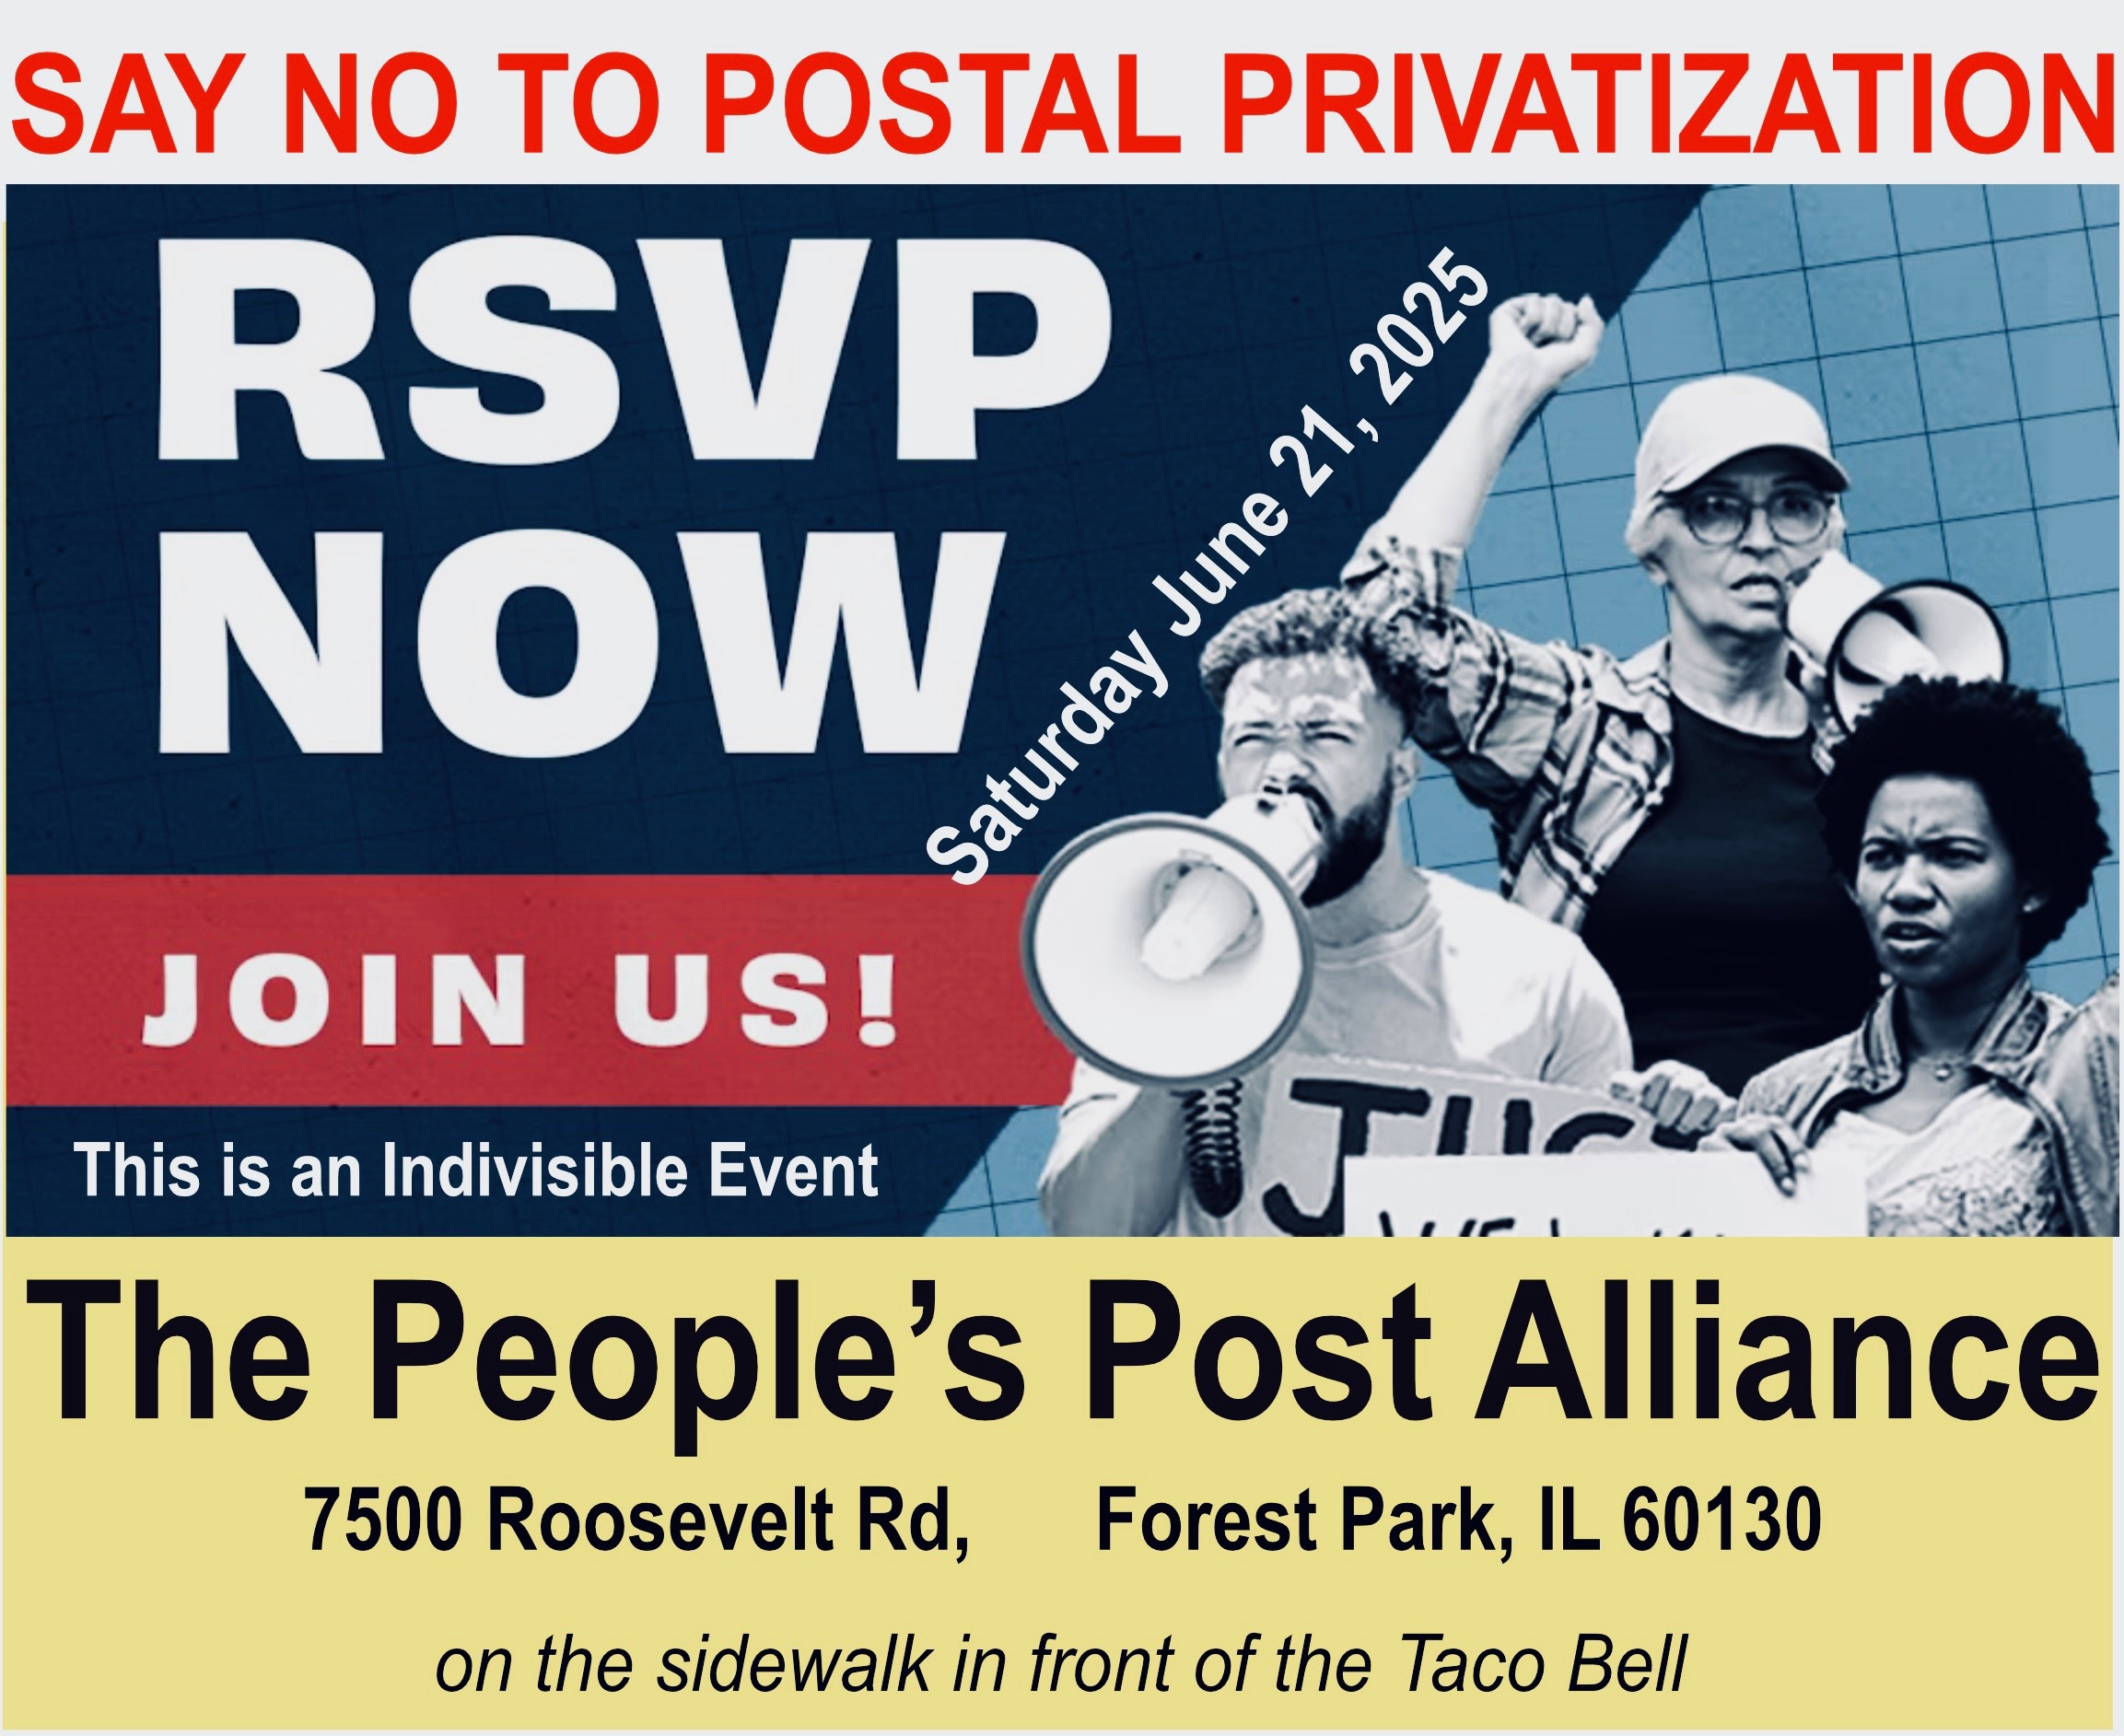 SAY NO TO POSTAL PRIVATIZATION
RSVP
NOW
Saturday June 21, 2025
JOIN US!
This is an Indivisible Event
The People’s Post Alliance
7500 Roosevelt Rd, Forest Park, IL 60130
on the sidewalk in front of the Taco Bell